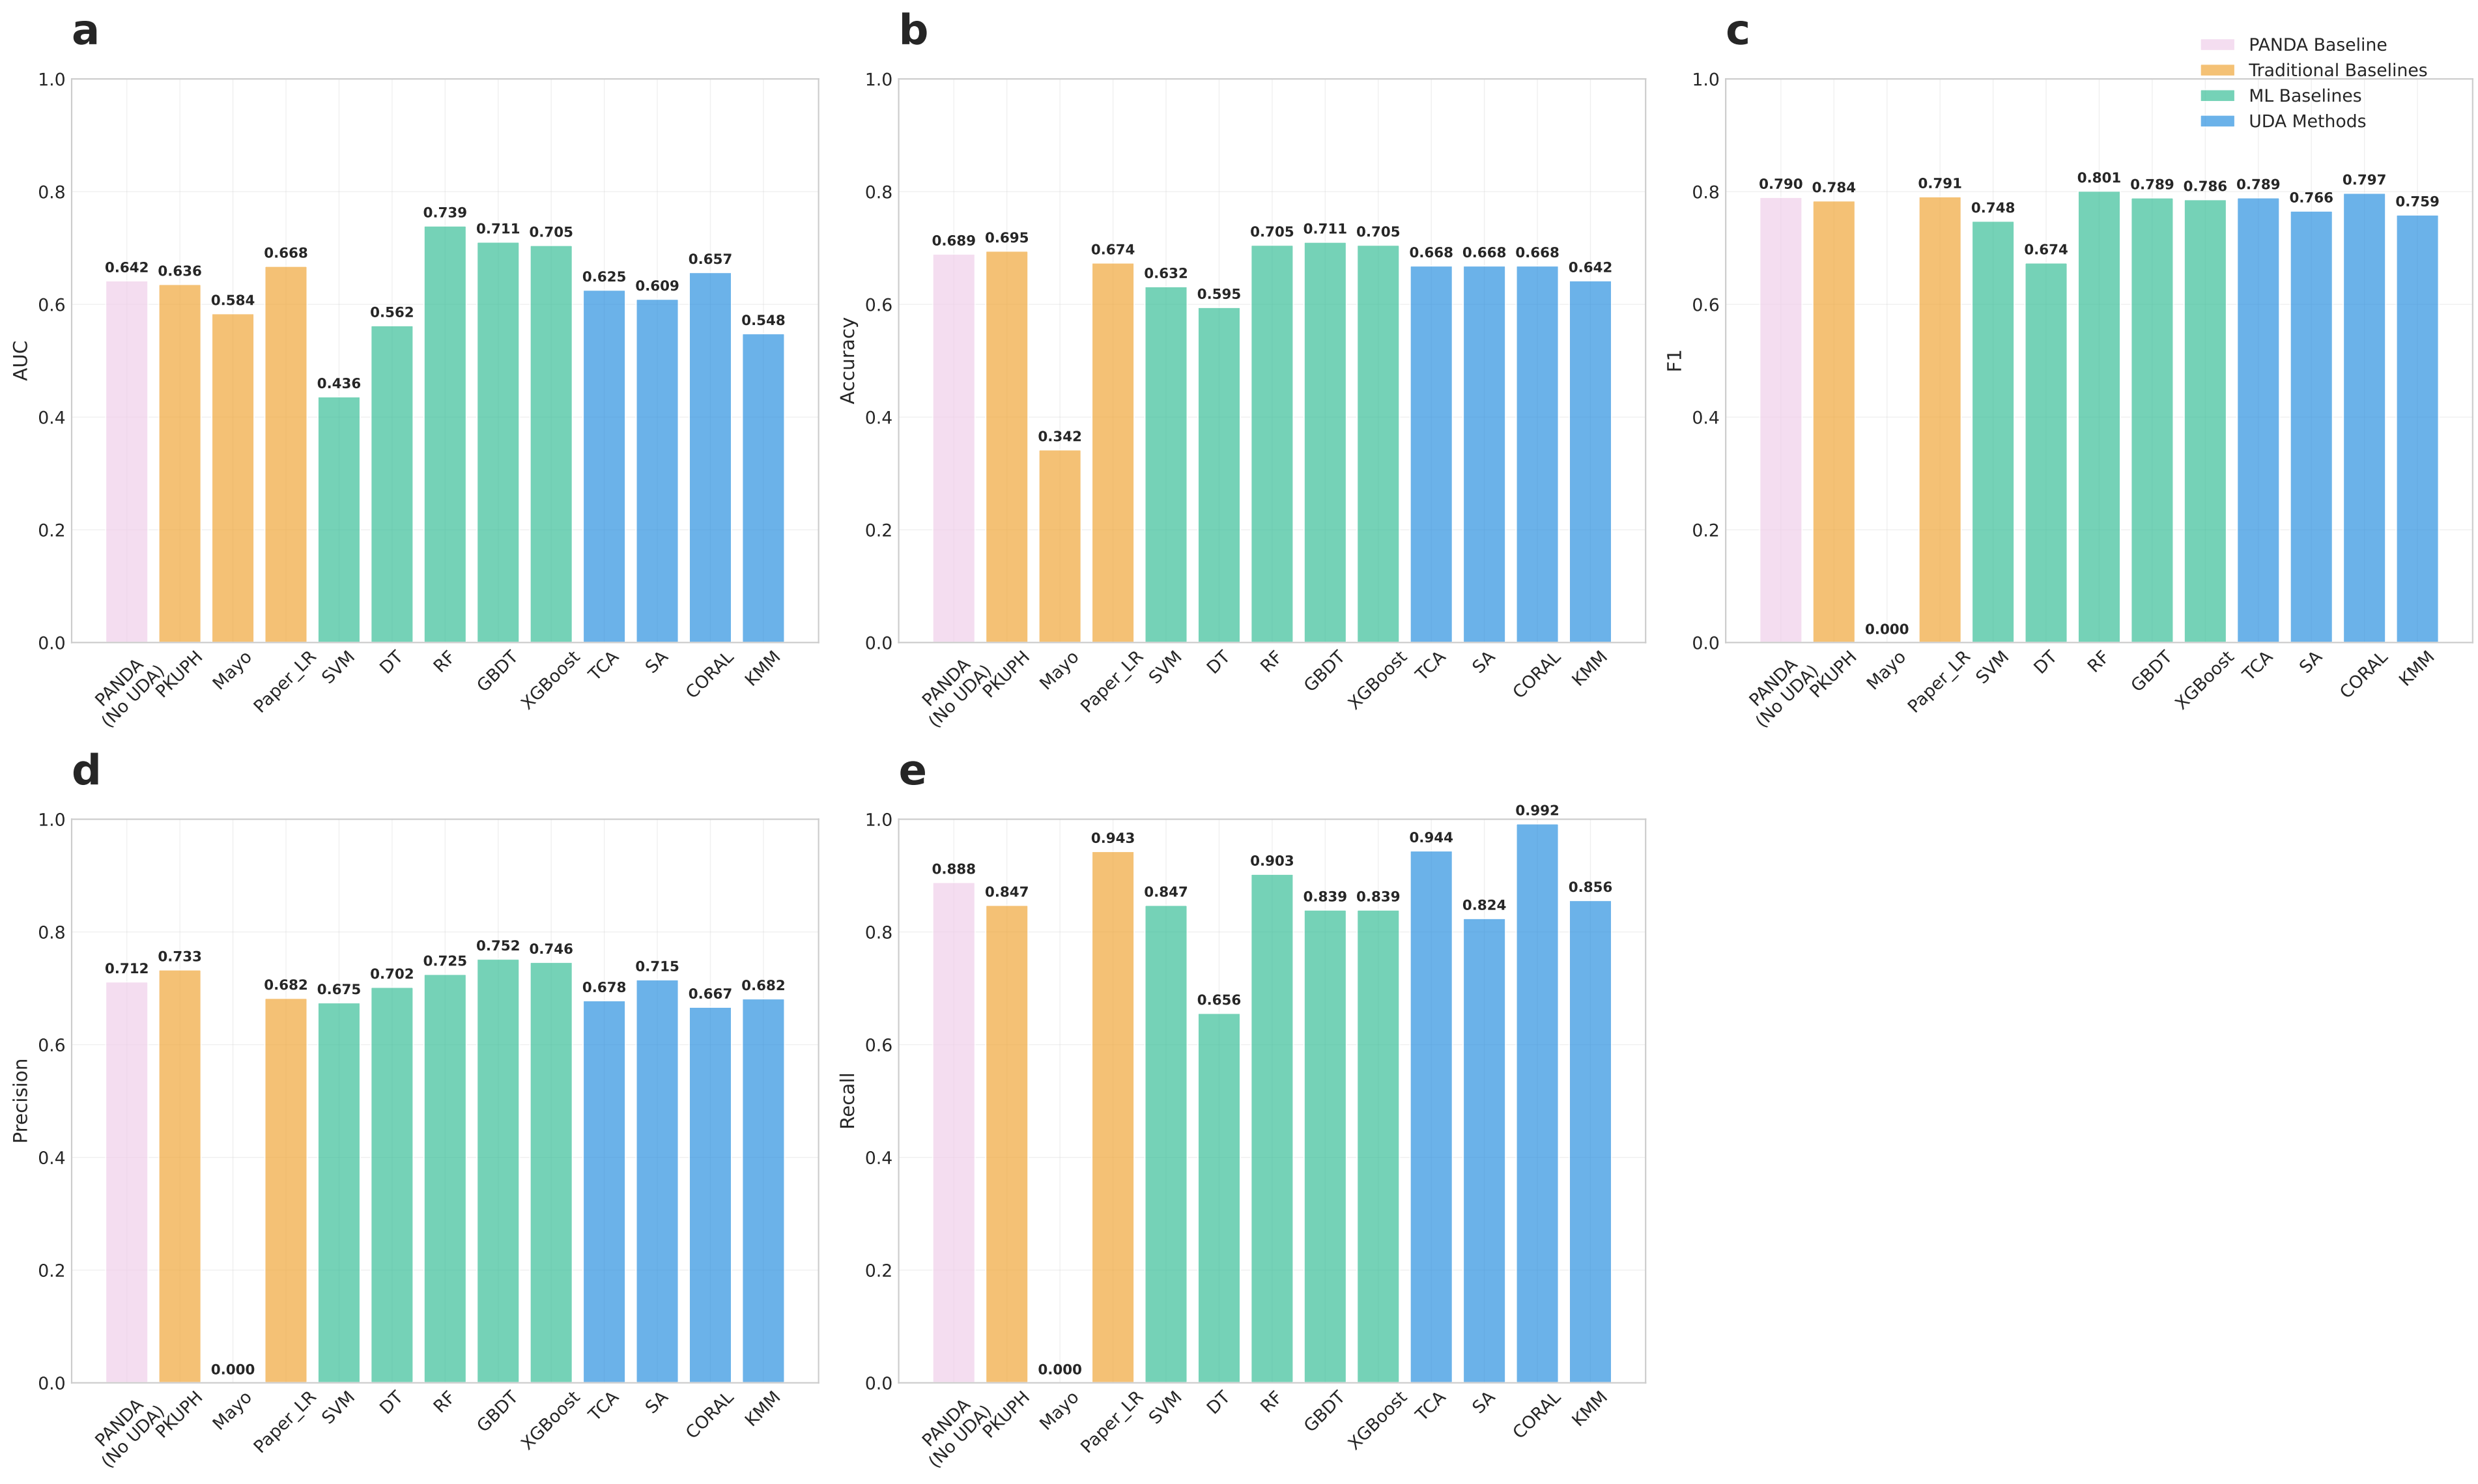 a
1.0
0.8
0.6
0.4
0.2
0.0
AUC
0.642
0.636
0.584
0.668
0.436
0.562
0.739
0.711
0.705
0.625
0.609
0.657
0.548
PANDA
(No UDA)
PKUPH
Mayo
Paper_LR
SVM
DT
RF
GBDT
XGBoost
TCA
SA
CORAL
KMM
b
1.0
0.8
0.6
0.4
0.2
0.0
Accuracy
0.689
0.695
0.342
0.674
0.632
0.595
0.705
0.711
0.705
0.668
0.668
0.668
0.642
PANDA
(No UDA)
PKUPH
Mayo
Paper_LR
SVM
DT
RF
GBDT
XGBoost
TCA
SA
CORAL
KMM
c
PANDA Baseline
Traditional Baselines
ML Baselines
UDA Methods
1.0
0.8
0.6
0.4
0.2
0.0
F1
0.790
0.784
0.000
0.791
0.748
0.674
0.801
0.789
0.786
0.789
0.766
0.797
0.759
PANDA
(No UDA)
PKUPH
Mayo
Paper_LR
SVM
DT
RF
GBDT
XGBoost
TCA
SA
CORAL
KMM
d
1.0
0.8
0.6
0.4
0.2
0.0
Precision
0.712
0.733
0.000
0.682
0.675
0.702
0.725
0.752
0.746
0.678
0.715
0.667
0.682
PANDA
(No UDA)
PKUPH
Mayo
Paper_LR
SVM
DT
RF
GBDT
XGBoost
TCA
SA
CORAL
KMM
e
1.0
0.8
0.6
0.4
0.2
0.0
Recall
0.888
0.847
0.000
0.943
0.847
0.656
0.903
0.839
0.839
0.944
0.824
0.992
0.856
PANDA
(No UDA)
PKUPH
Mayo
Paper_LR
SVM
DT
RF
GBDT
XGBoost
TCA
SA
CORAL
KMM